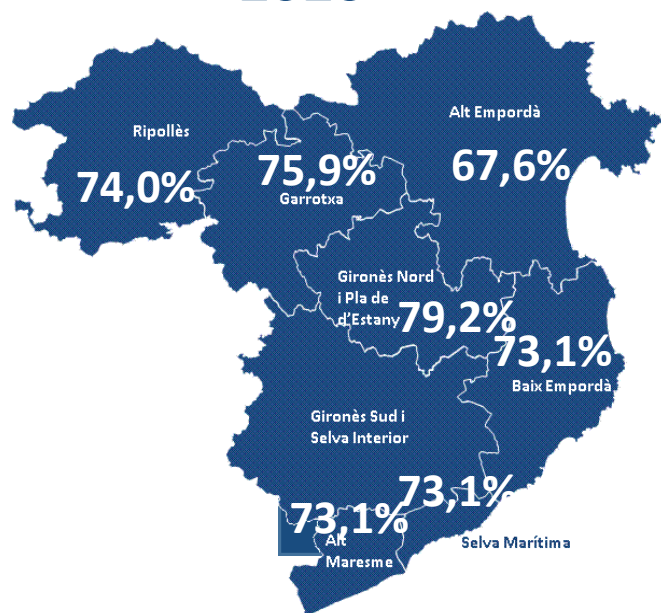 Ripollès
74,0%
75,9%
Garrotxa
Alt Empordà
67,6%
Gironès Nord
i Pla de
d'Estany
79,2%
73,1%
Baix Empordà
Gironès Sud i
Selva Interior
73,1%
73,1%
Alt
Maresme
Selva Marítima